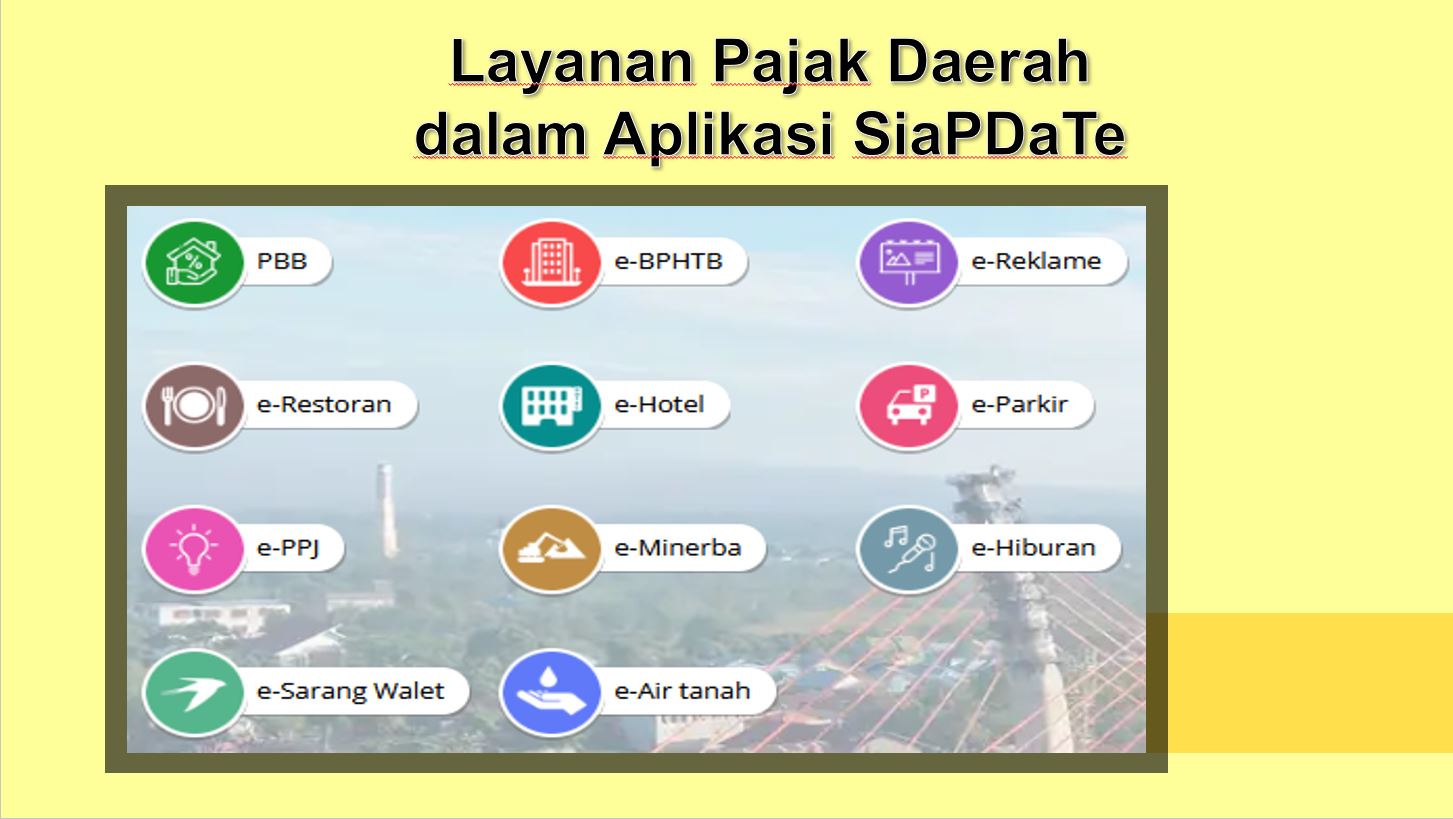 Layanan Pajak Daerah
dalam Aplikasi SiaPDaTe
PBB
e-BPHTB
e-Reklame
e-Restoran
e-Hotel
P
e-Parkir
e-PPJ
e-Minerba
e-Hiburan
e-Sarang Walet
e-Air tanah